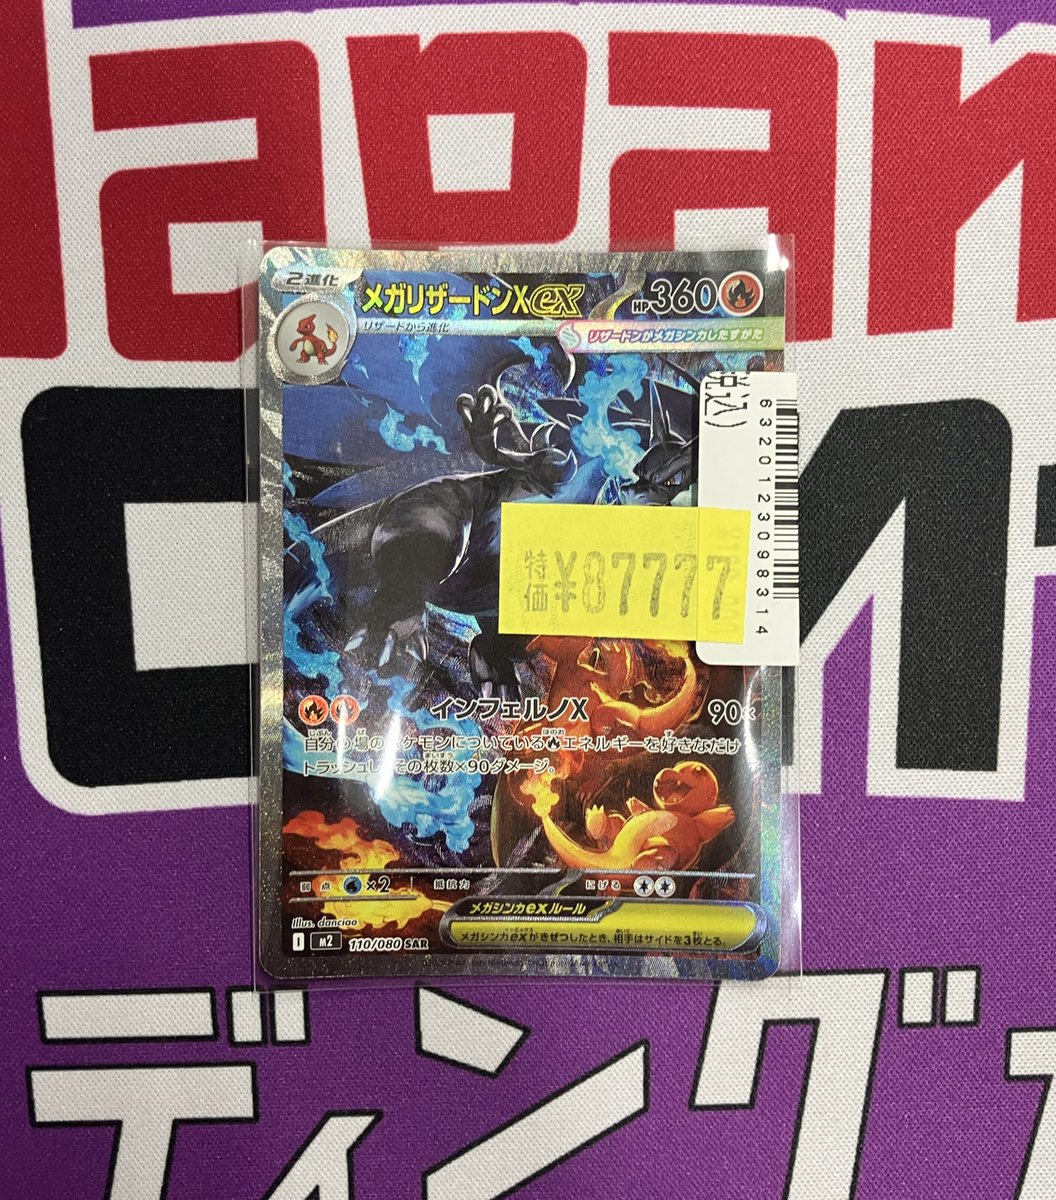 Japan
2進化
メガリザードンXex
HP360
リザードから進化
リザードンがメガシンカしたすがた
税込)
6320123098314
特価¥87777
インフェルノX 90×
自分の場のポケモンについているエネルギーを好きなだけ
トラッシュし、その枚数×90ダメージ。
弱点 ×2 抵抗力 にげる
メガシンカexルール
メガシンカexがきぜつしたとき、相手はサイドを3枚とる。
Illus. danciao
I m2 110/080 SAR
ディング